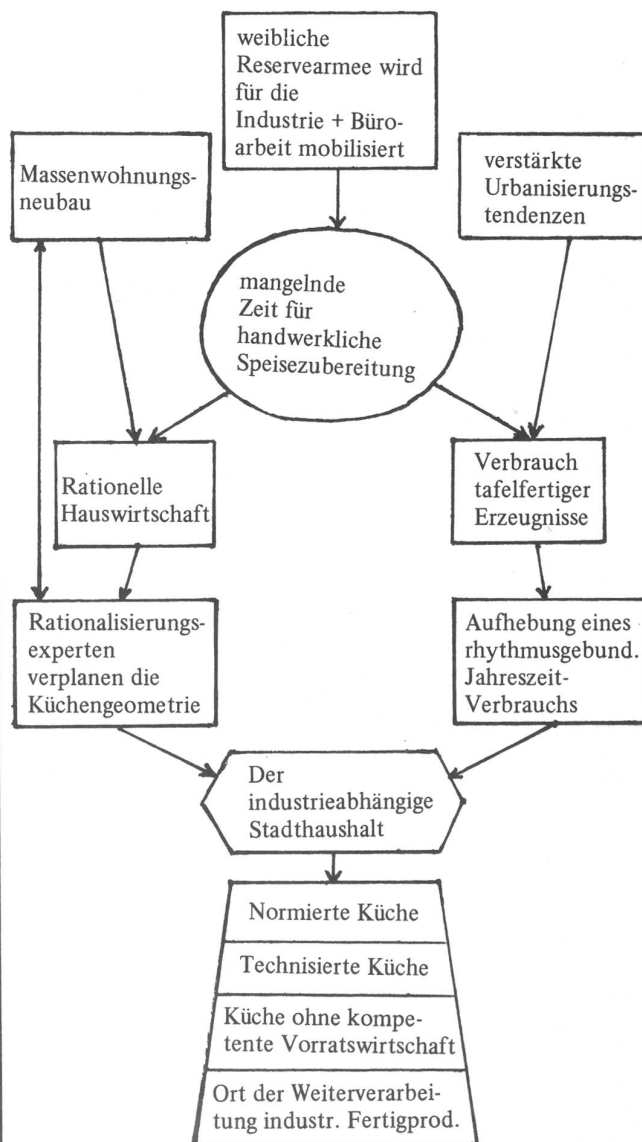 weibliche
Reservearmee wird
für die
Industrie + Büro-
arbeit mobilisiert
Massenwohnungs-
neubau
verstärkte
Urbanisierungs-
tendenzen
mangelnde
Zeit für
handwerkliche
Speisezubereitung
Rationelle
Hauswirtschaft
Verbrauch
tafelfertiger
Erzeugnisse
Rationalisierungs-
experten
verplanen die
Küchengeometrie
Aufhebung eines
rhythmusgebund.
Jahreszeit-
Verbrauchs
Der
industrieabhängige
Stadthaushalt
Normierte Küche
Technisierte Küche
Küche ohne kompe-
tente Vorratswirtschaft
Ort der Weiterverarbei-
tung industr. Fertigprod.